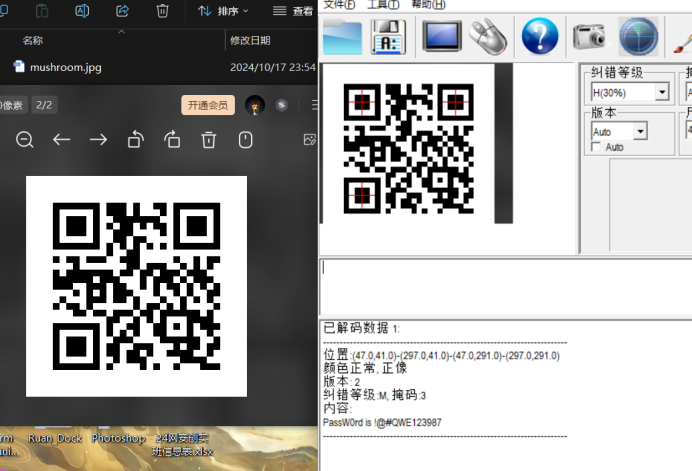 排序
查看
名称
修改日期
mushroom.jpg
2024/10/17 23:54
像素
2/2
开通会员
Ruan_Dock
Photoshop
24网安创实
班信息表.xlsx
文件(F) 工具(T) 帮助(H)
A:
纠错等级
H(30%)
版本
Auto
Auto
已解码数据 1:
位置:(47.0,41.0)-(297.0,41.0)-(47.0,291.0)-(297.0,291.0)
颜色正常, 正像
版本: 2
纠错等级:M, 掩码:3
内容:
PassW0rd is !@#QWE123987